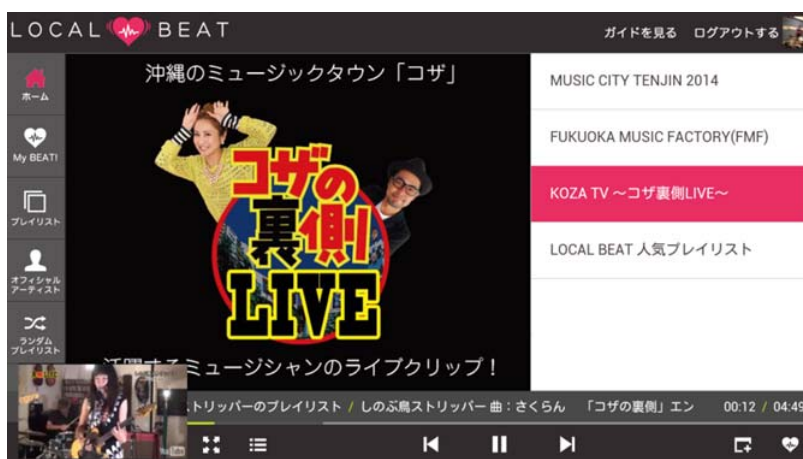 LOCAL BEAT
ガイドを見る ログアウトする
ホーム
My BEAT!
プレイリスト
オフィシャル
アーティスト
ランダム
プレイリスト
沖縄のミュージックタウン「コザ」
コザの
裏側
LIVE
活躍するミュージシャンのライブクリップ！
MUSIC CITY TENJIN 2014
FUKUOKA MUSIC FACTORY(FMF)
KOZA TV ～コザ裏側LIVE～
LOCAL BEAT 人気プレイリスト
ストリッパーのプレイリスト / しのぶ鳥ストリッパー 曲：さくらん 「コザの裏側」エン 00:12 / 04:49